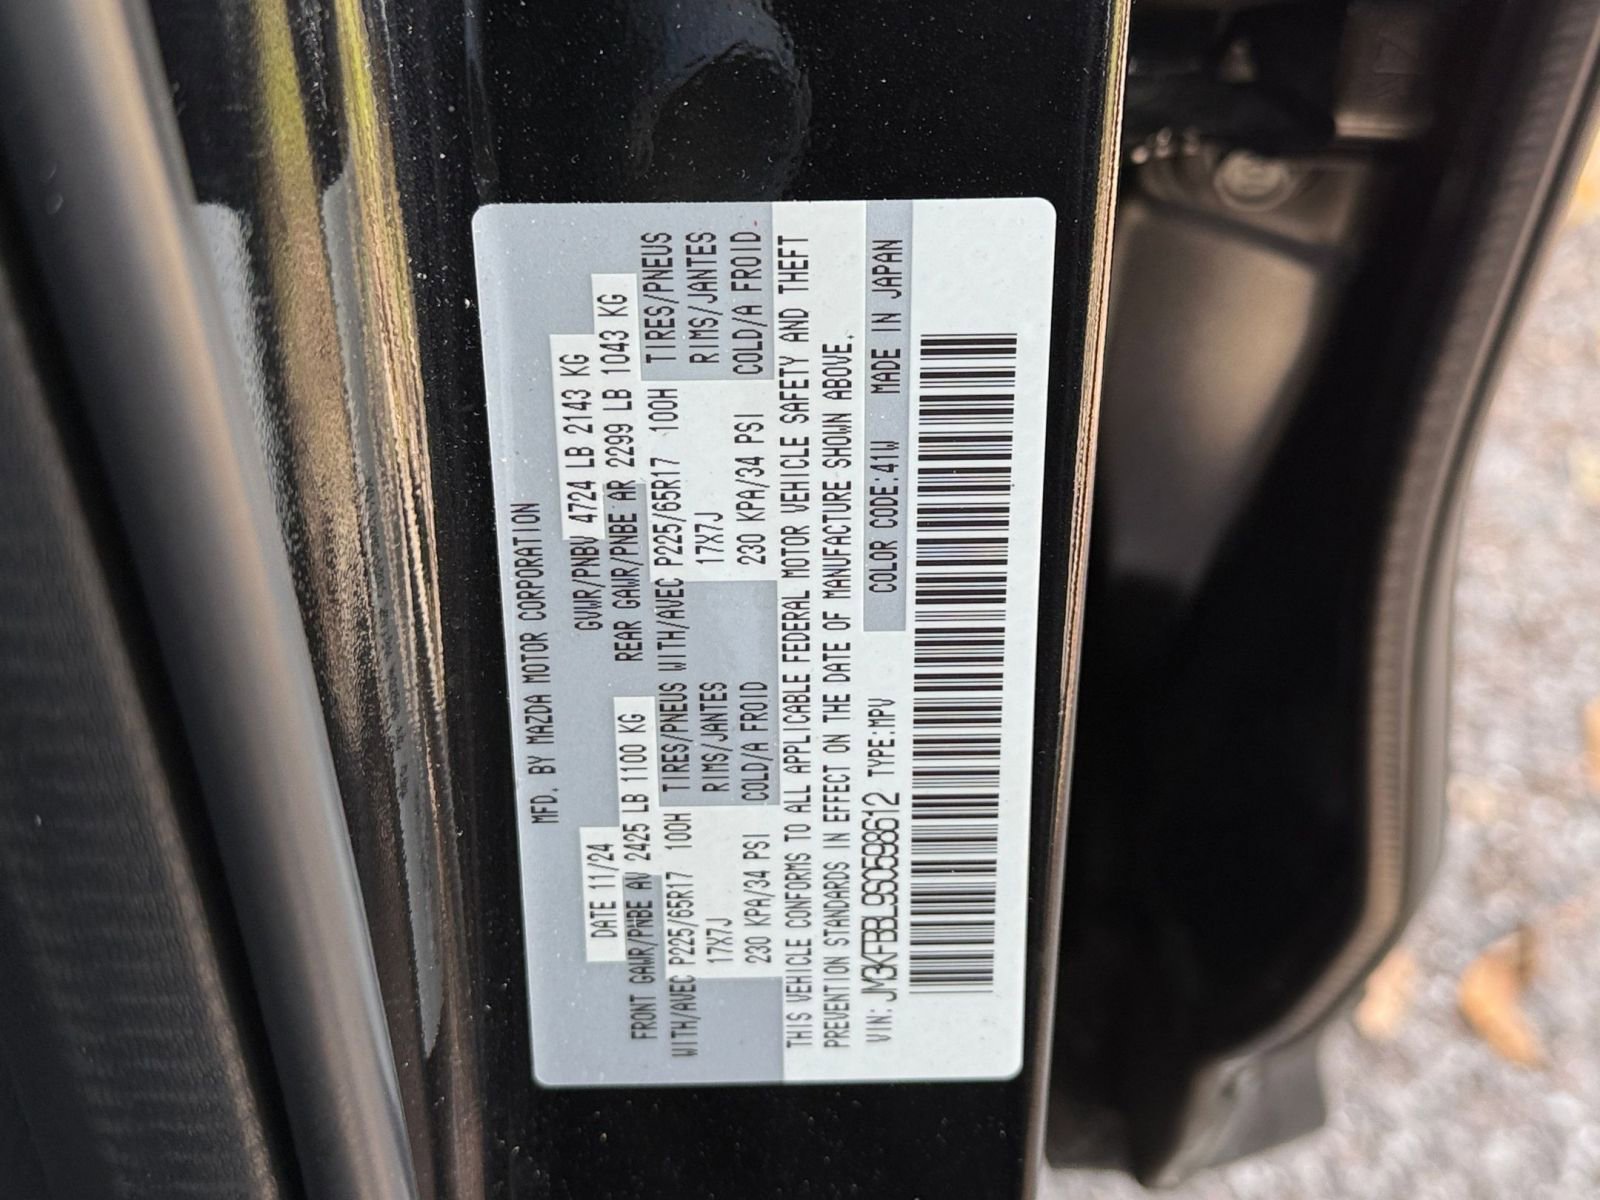 MFD. BY MAZDA MOTOR CORPORATION
DATE 11/24 GVWR/PNBV 4724 LB 2143 KG
FRONT GAWR/PNBE AV 2425 LB 1100 KG REAR GAWR/PNBE AR 2299 LB 1043 KG
WITH/AVEC P225/65R17 100H TIRES/PNEUS WITH/AVEC P225/65R17 100H TIRES/PNEUS
17X7J RIMS/JANTES 17X7J RIMS/JANTES
230 KPA/34 PSI COLD/A FROID 230 KPA/34 PSI COLD/A FROID
THIS VEHICLE CONFORMS TO ALL APPLICABLE FEDERAL MOTOR VEHICLE SAFETY AND THEFT
PREVENTION STANDARDS IN EFFECT ON THE DATE OF MANUFACTURE SHOWN ABOVE.
VIN: JM3KFBBL9S0598612 TYPE:MPV COLOR CODE:41W MADE IN JAPAN